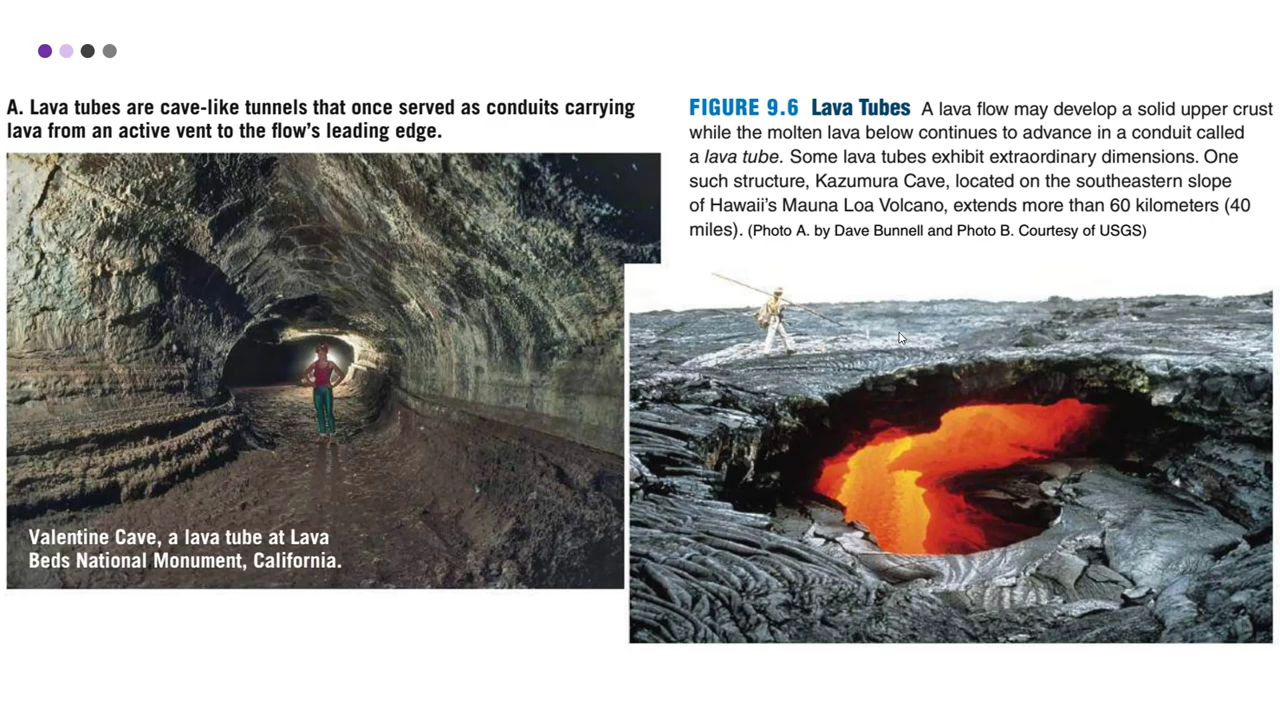 A. Lava tubes are cave-like tunnels that once served as conduits carrying
lava from an active vent to the flow's leading edge.
Valentine Cave, a lava tube at Lava
Beds National Monument, California.
FIGURE 9.6 Lava Tubes A lava flow may develop a solid upper crust
while the molten lava below continues to advance in a conduit called
a lava tube. Some lava tubes exhibit extraordinary dimensions. One
such structure, Kazumura Cave, located on the southeastern slope
of Hawaii's Mauna Loa Volcano, extends more than 60 kilometers (40
miles). (Photo A. by Dave Bunnell and Photo B. Courtesy of USGS)